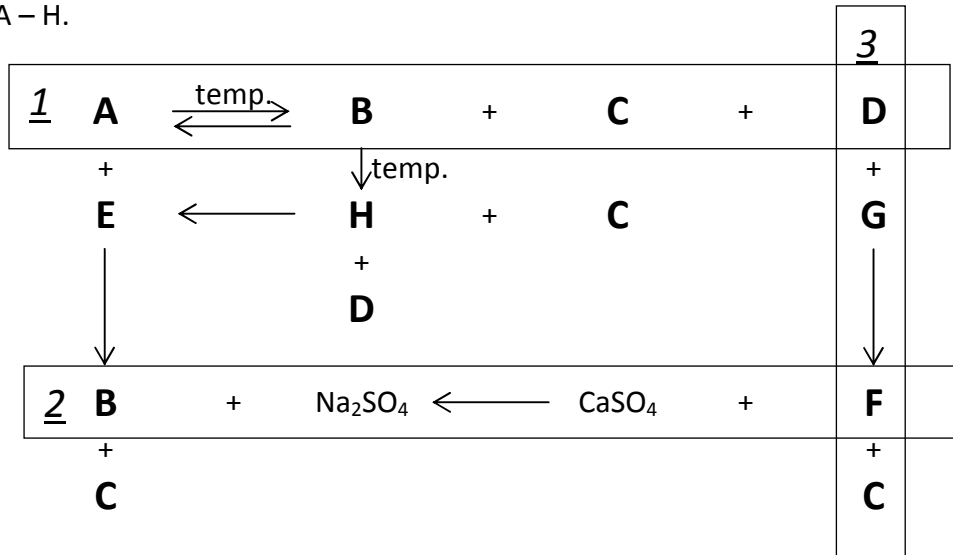 A – H.
3
1 A temp. B + C + D
+ temp. +
E H + C G
+
D
2 B + Na₂SO₄ CaSO₄ + F
+ +
C C